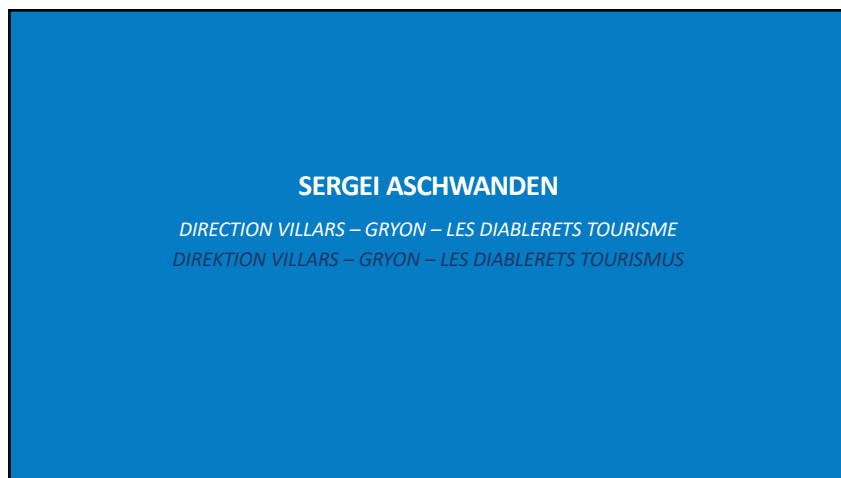 SERGEI ASCHWANDEN
DIRECTION VILLARS – GRYON – LES DIABLERETS TOURISME
DIREKTION VILLARS – GRYON – LES DIABLERETS TOURISMUS